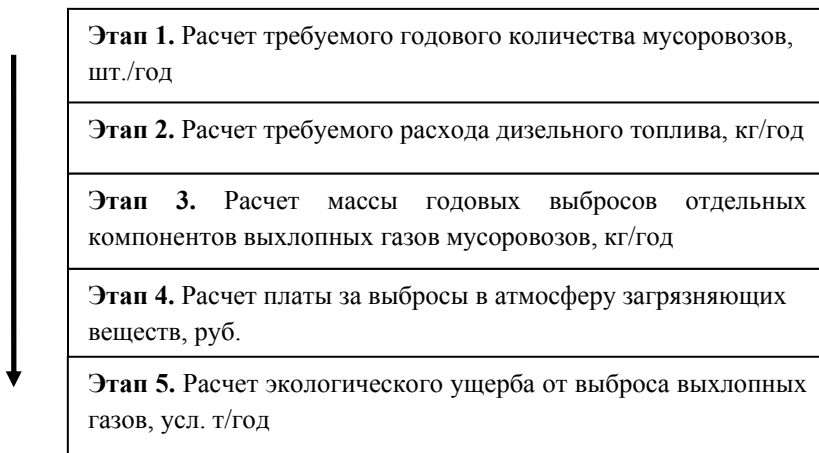 Этап 1. Расчет требуемого годового количества мусоровозов,
шт./год
Этап 2. Расчет требуемого расхода дизельного топлива, кг/год
Этап 3. Расчет массы годовых выбросов отдельных
компонентов выхлопных газов мусоровозов, кг/год
Этап 4. Расчет платы за выбросы в атмосферу загрязняющих
веществ, руб.
Этап 5. Расчет экологического ущерба от выброса выхлопных
газов, усл. т/год